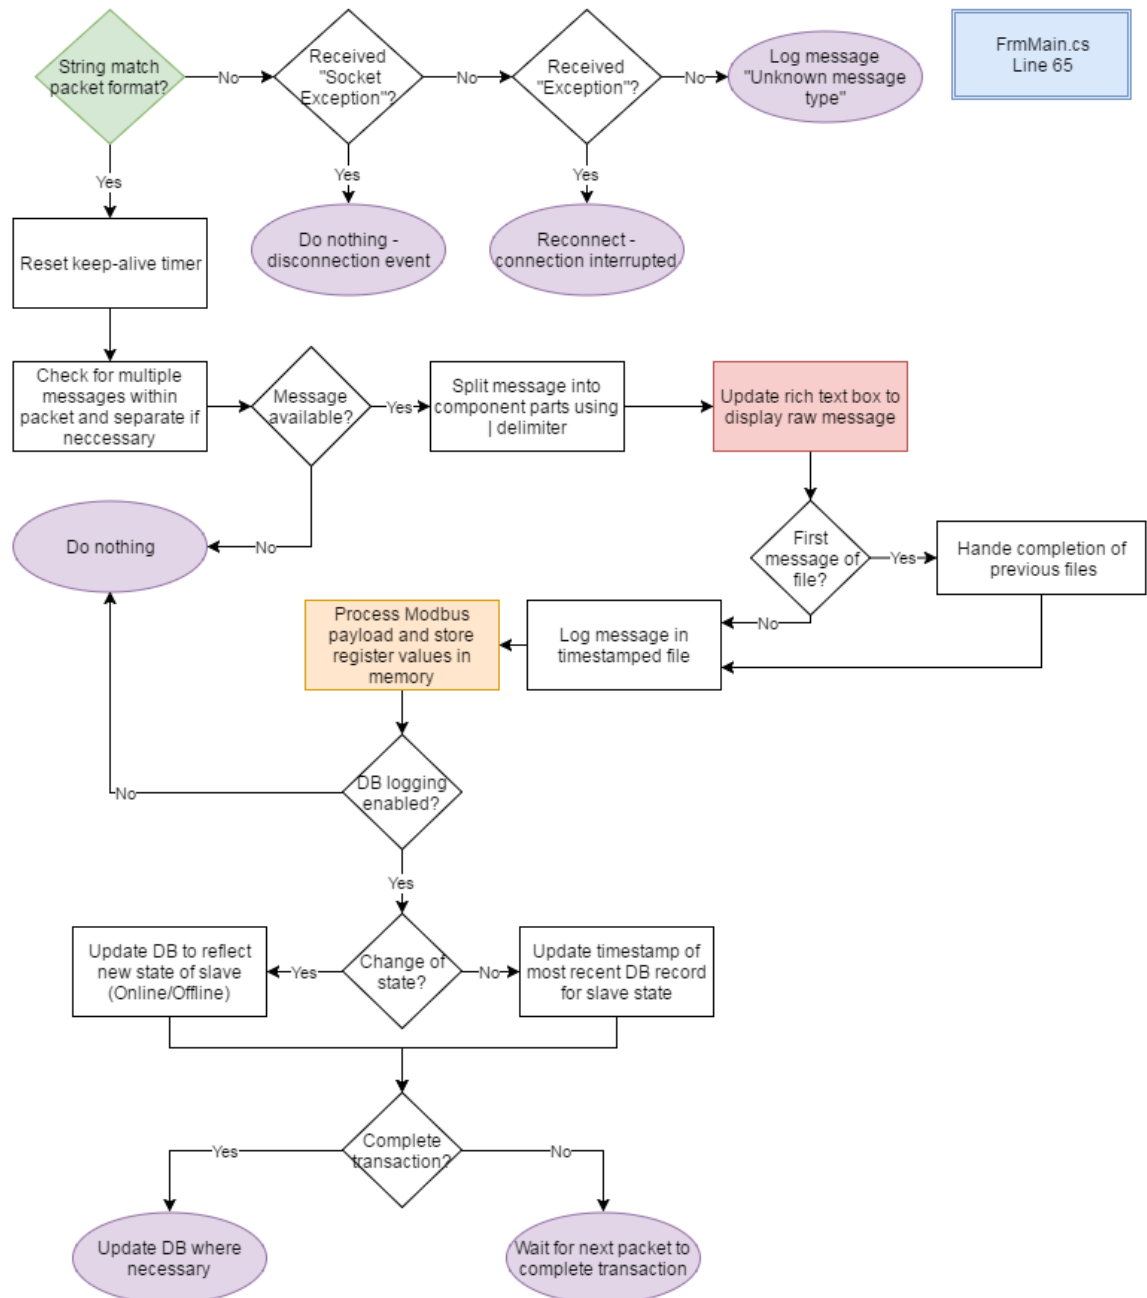 String match
packet format?
No
Received
"Socket
Exception"?
No
Received
"Exception"?
No
Log message
"Unknown message
type"
FrmMain.cs
Line 65
Yes
Yes
Yes
Reset keep-alive timer
Do nothing -
disconnection event
Reconnect -
connection interrupted
Check for multiple
messages within
packet and separate if
neccessary
Message
available?
Yes
Split message into
component parts using
| delimiter
Update rich text box to
display raw message
No
Do nothing
First
message of
file?
Yes
Hande completion of
previous files
No
Log message in
timestamped file
Process Modbus
payload and store
register values in
memory
DB logging
enabled?
No
Yes
Change of
state?
Yes
Update DB to reflect
new state of slave
(Online/Offline)
No
Update timestamp of
most recent DB record
for slave state
Complete
transaction?
Yes
No
Update DB where
necessary
Wait for next packet to
complete transaction